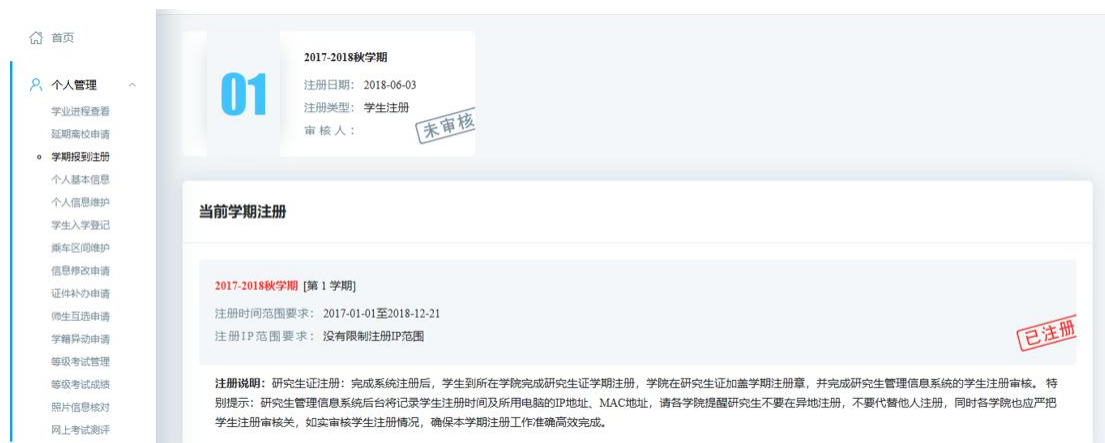 首页
个人管理
学业进程查看
延期离校申请
学期报到注册
个人基本信息
个人信息维护
学生入学登记
乘车区间维护
信息修改申请
证件补办申请
师生互选申请
学籍异动申请
等级考试管理
等级考试成绩
照片信息核对
网上考试测评
01
2017-2018秋学期
注册日期： 2018-06-03
注册类型： 学生注册
审 核 人：
未审核
当前学期注册
2017-2018秋学期 [第 1 学期]
注册时间范围要求： 2017-01-01至2018-12-21
注册IP范围要求： 没有限制注册IP范围
已注册
注册说明：研究生证注册：完成系统注册后，学生到所在学院完成研究生证学期注册，学院在研究生证加盖学期注册章，并完成研究生管理信息系统的学生注册审核。 特
别提示：研究生管理信息系统后台将记录学生注册时间及所用电脑的IP地址、MAC地址，请各学院提醒研究生不要在异地注册，不要代替他人注册，同时各学院也应严把
学生注册审核关，如实审核学生注册情况，确保本学期注册工作准确高效完成。